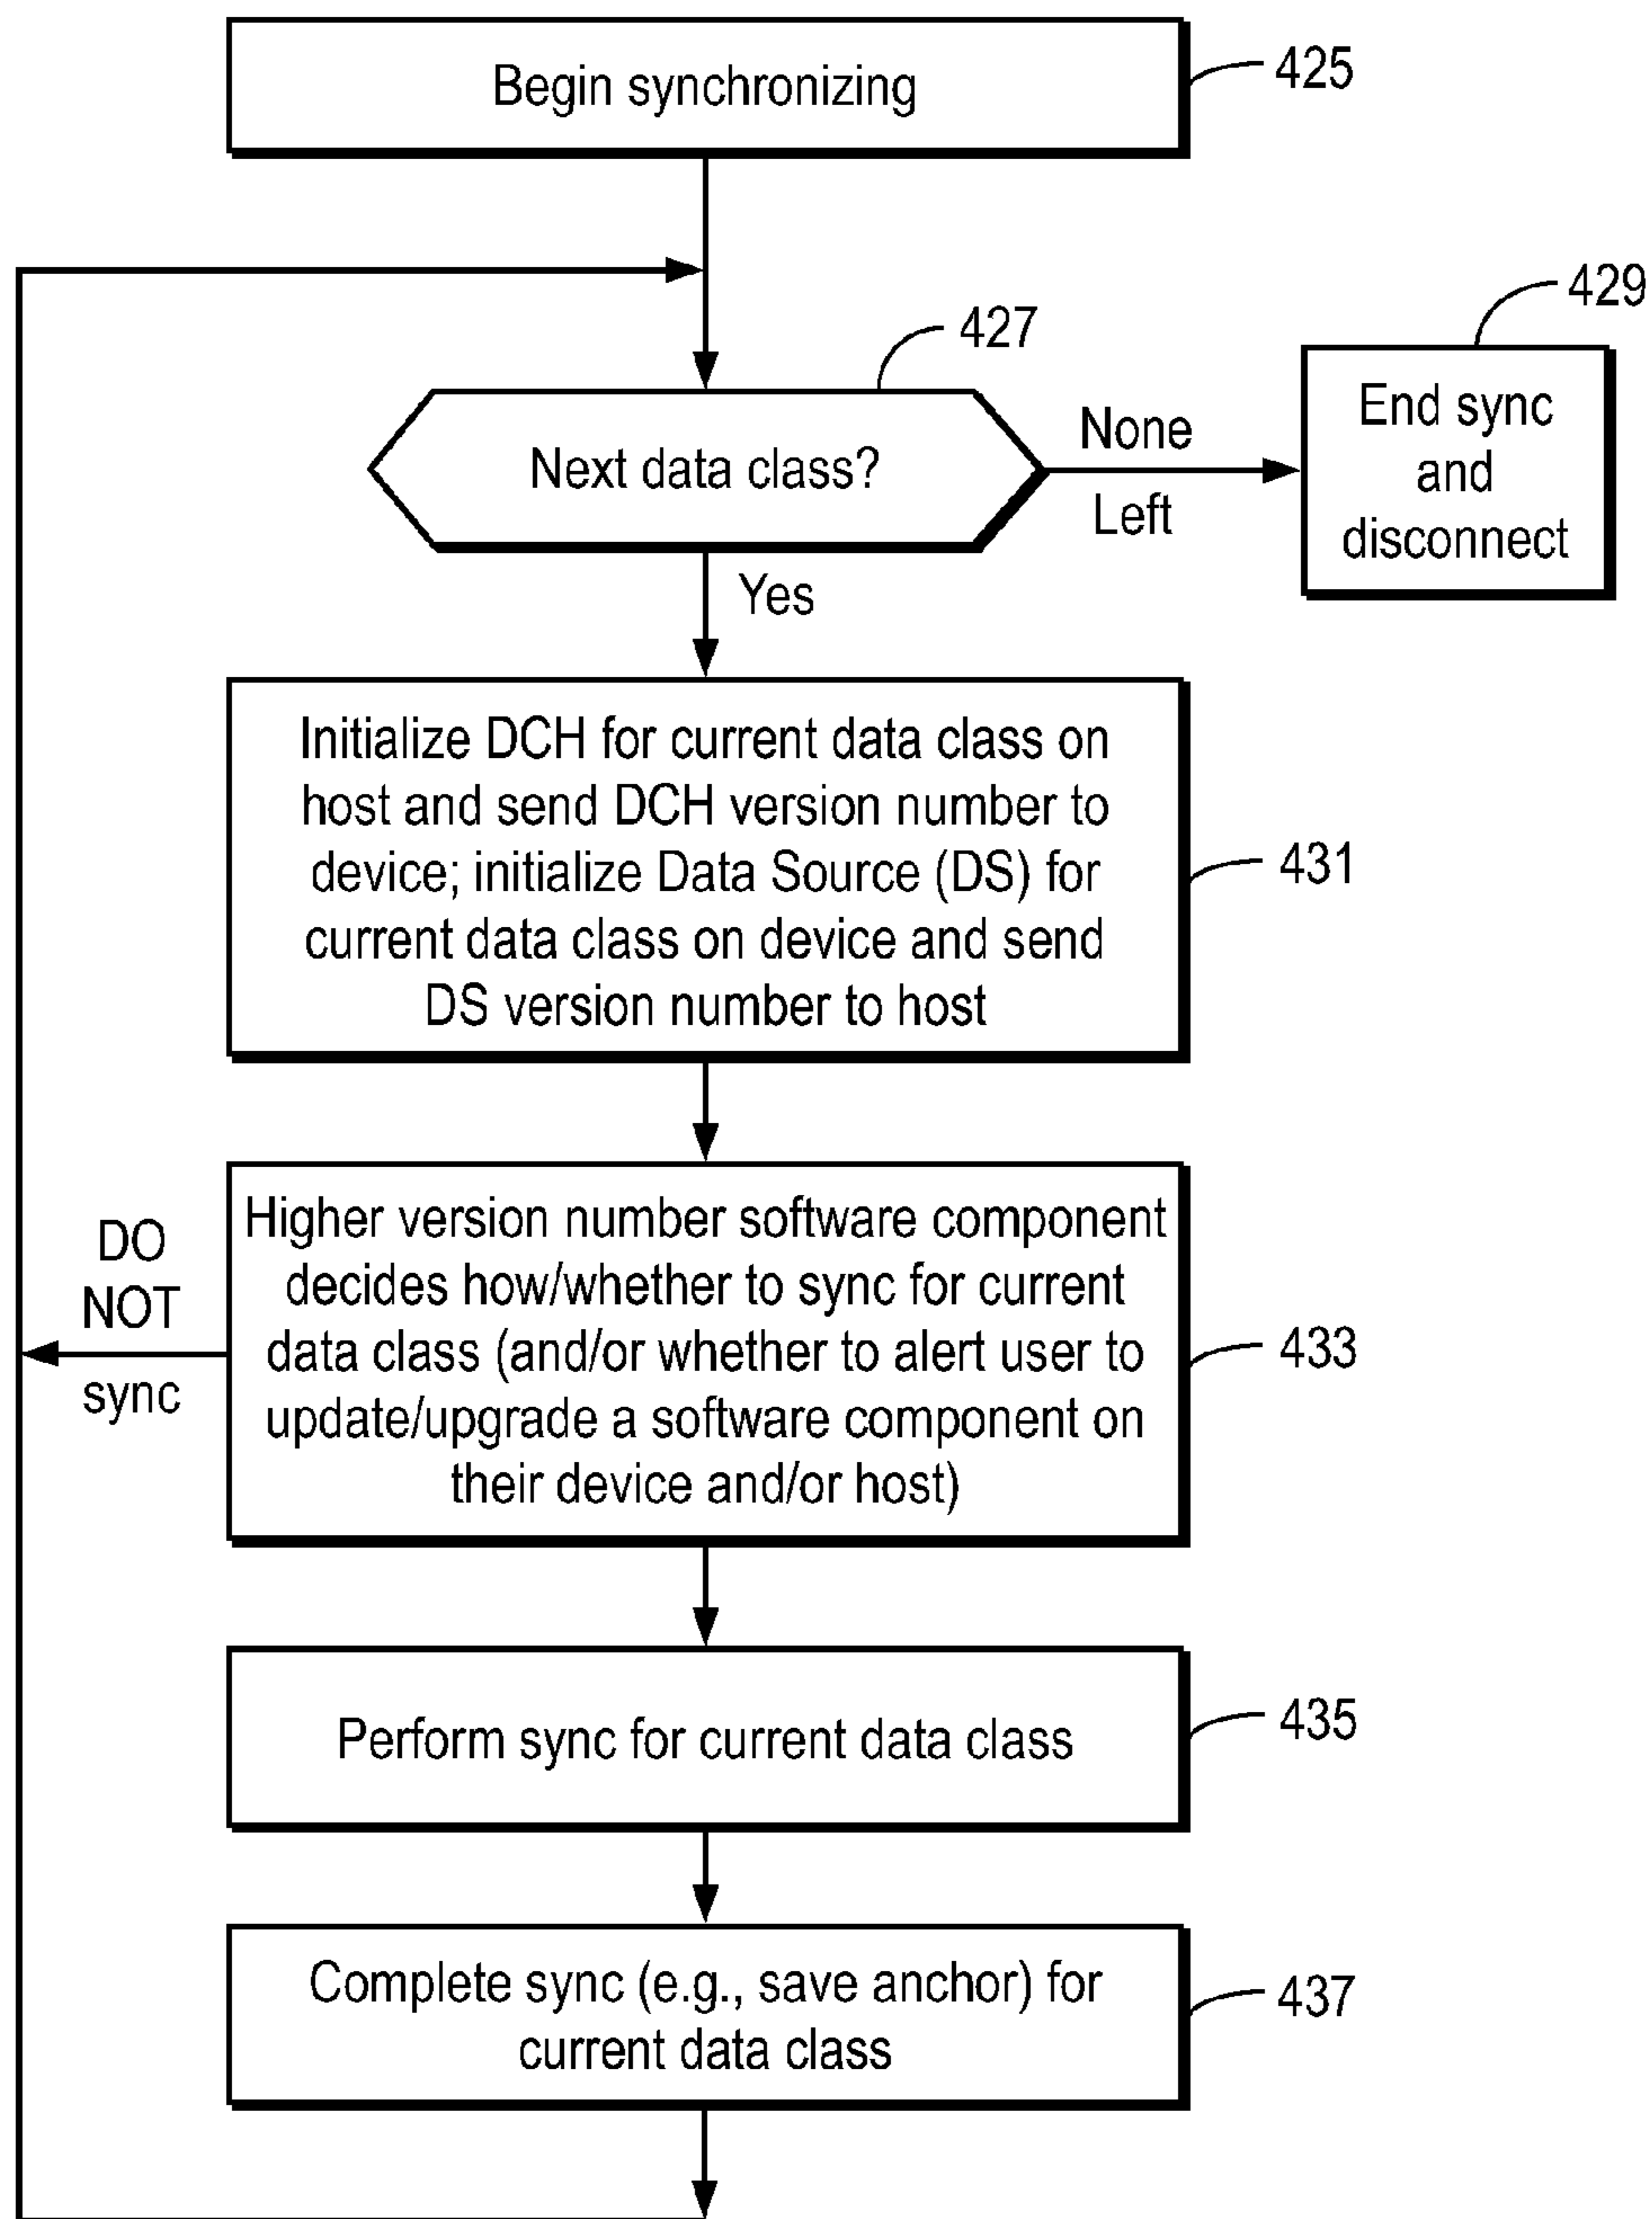 Begin synchronizing
425
429
427
Next data class?
None
Left
End sync
and
disconnect
Yes
Initialize DCH for current data class on
host and send DCH version number to
device; initialize Data Source (DS) for
current data class on device and send
DS version number to host
431
DO
NOT
sync
Higher version number software component
decides how/whether to sync for current
data class (and/or whether to alert user to
update/upgrade a software component on
their device and/or host)
433
Perform sync for current data class
435
Complete sync (e.g., save anchor) for
current data class
437